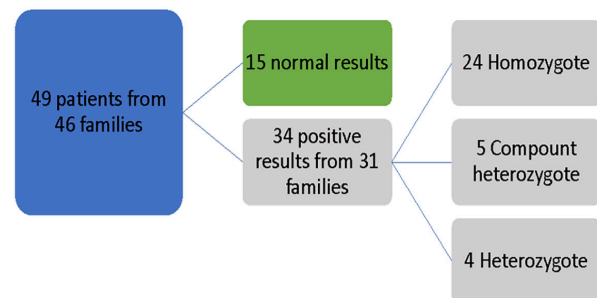 49 patients from
46 families
15 normal results
34 positive
results from 31
families
24 Homozygote
5 Compount
heterozygote
4 Heterozygote